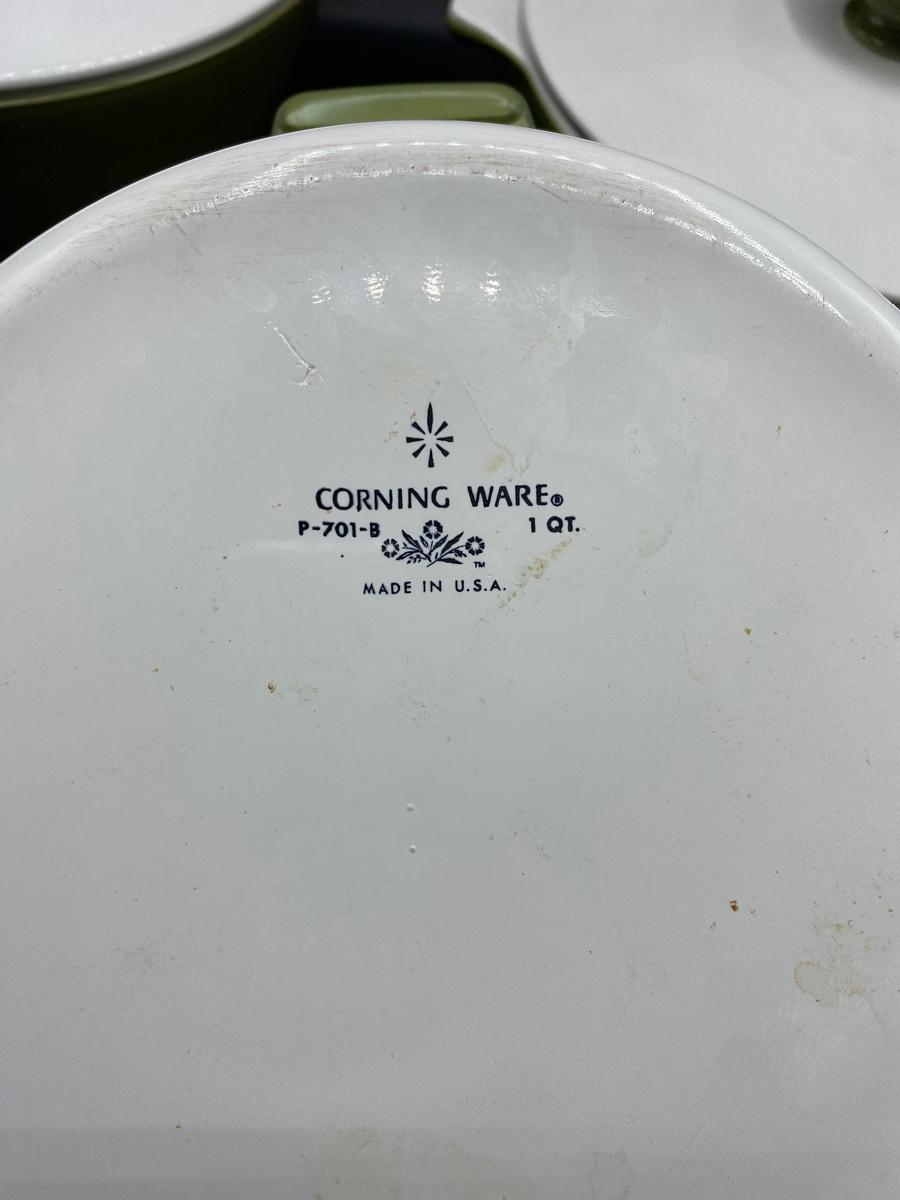 CORNING WARE®
P-701-B 1 QT.
TM
MADE IN U.S.A.